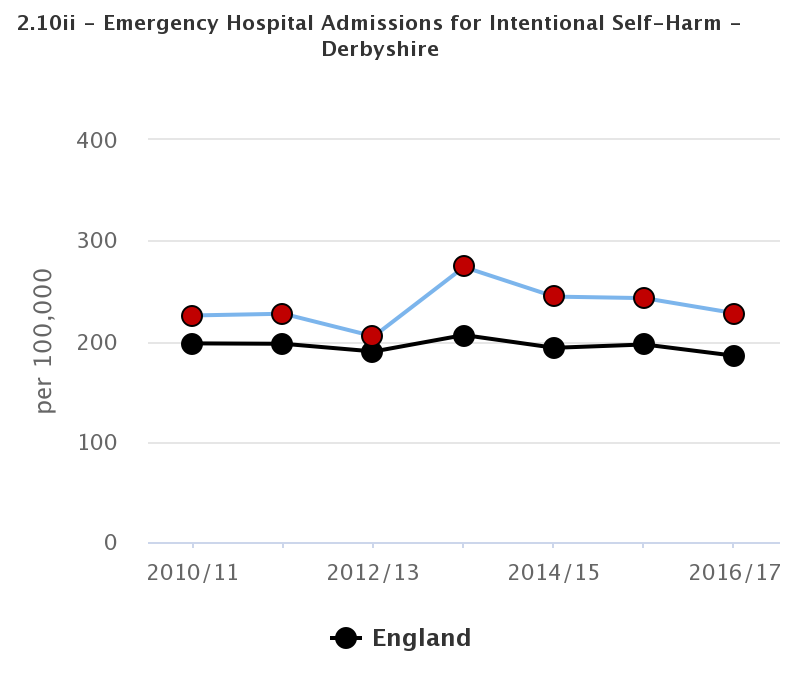 2.10ii – Emergency Hospital Admissions for Intentional Self-Harm –
Derbyshire
400
300
200
100
0
per 100,000
2010/11
2012/13
2014/15
2016/17
England